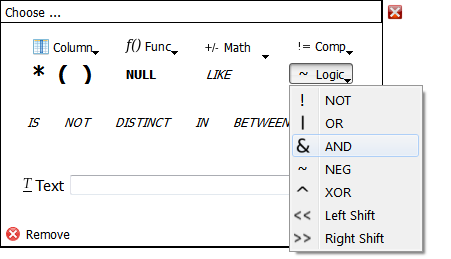 Choose ...
Column f() Func +/- Math != Comp
* ( ) NULL LIKE ~ Logic
! NOT
| OR
IS NOT DISTINCT IN BETWEEN
& AND
~ NEG
^ XOR
T Text
<< Left Shift
>> Right Shift
Remove